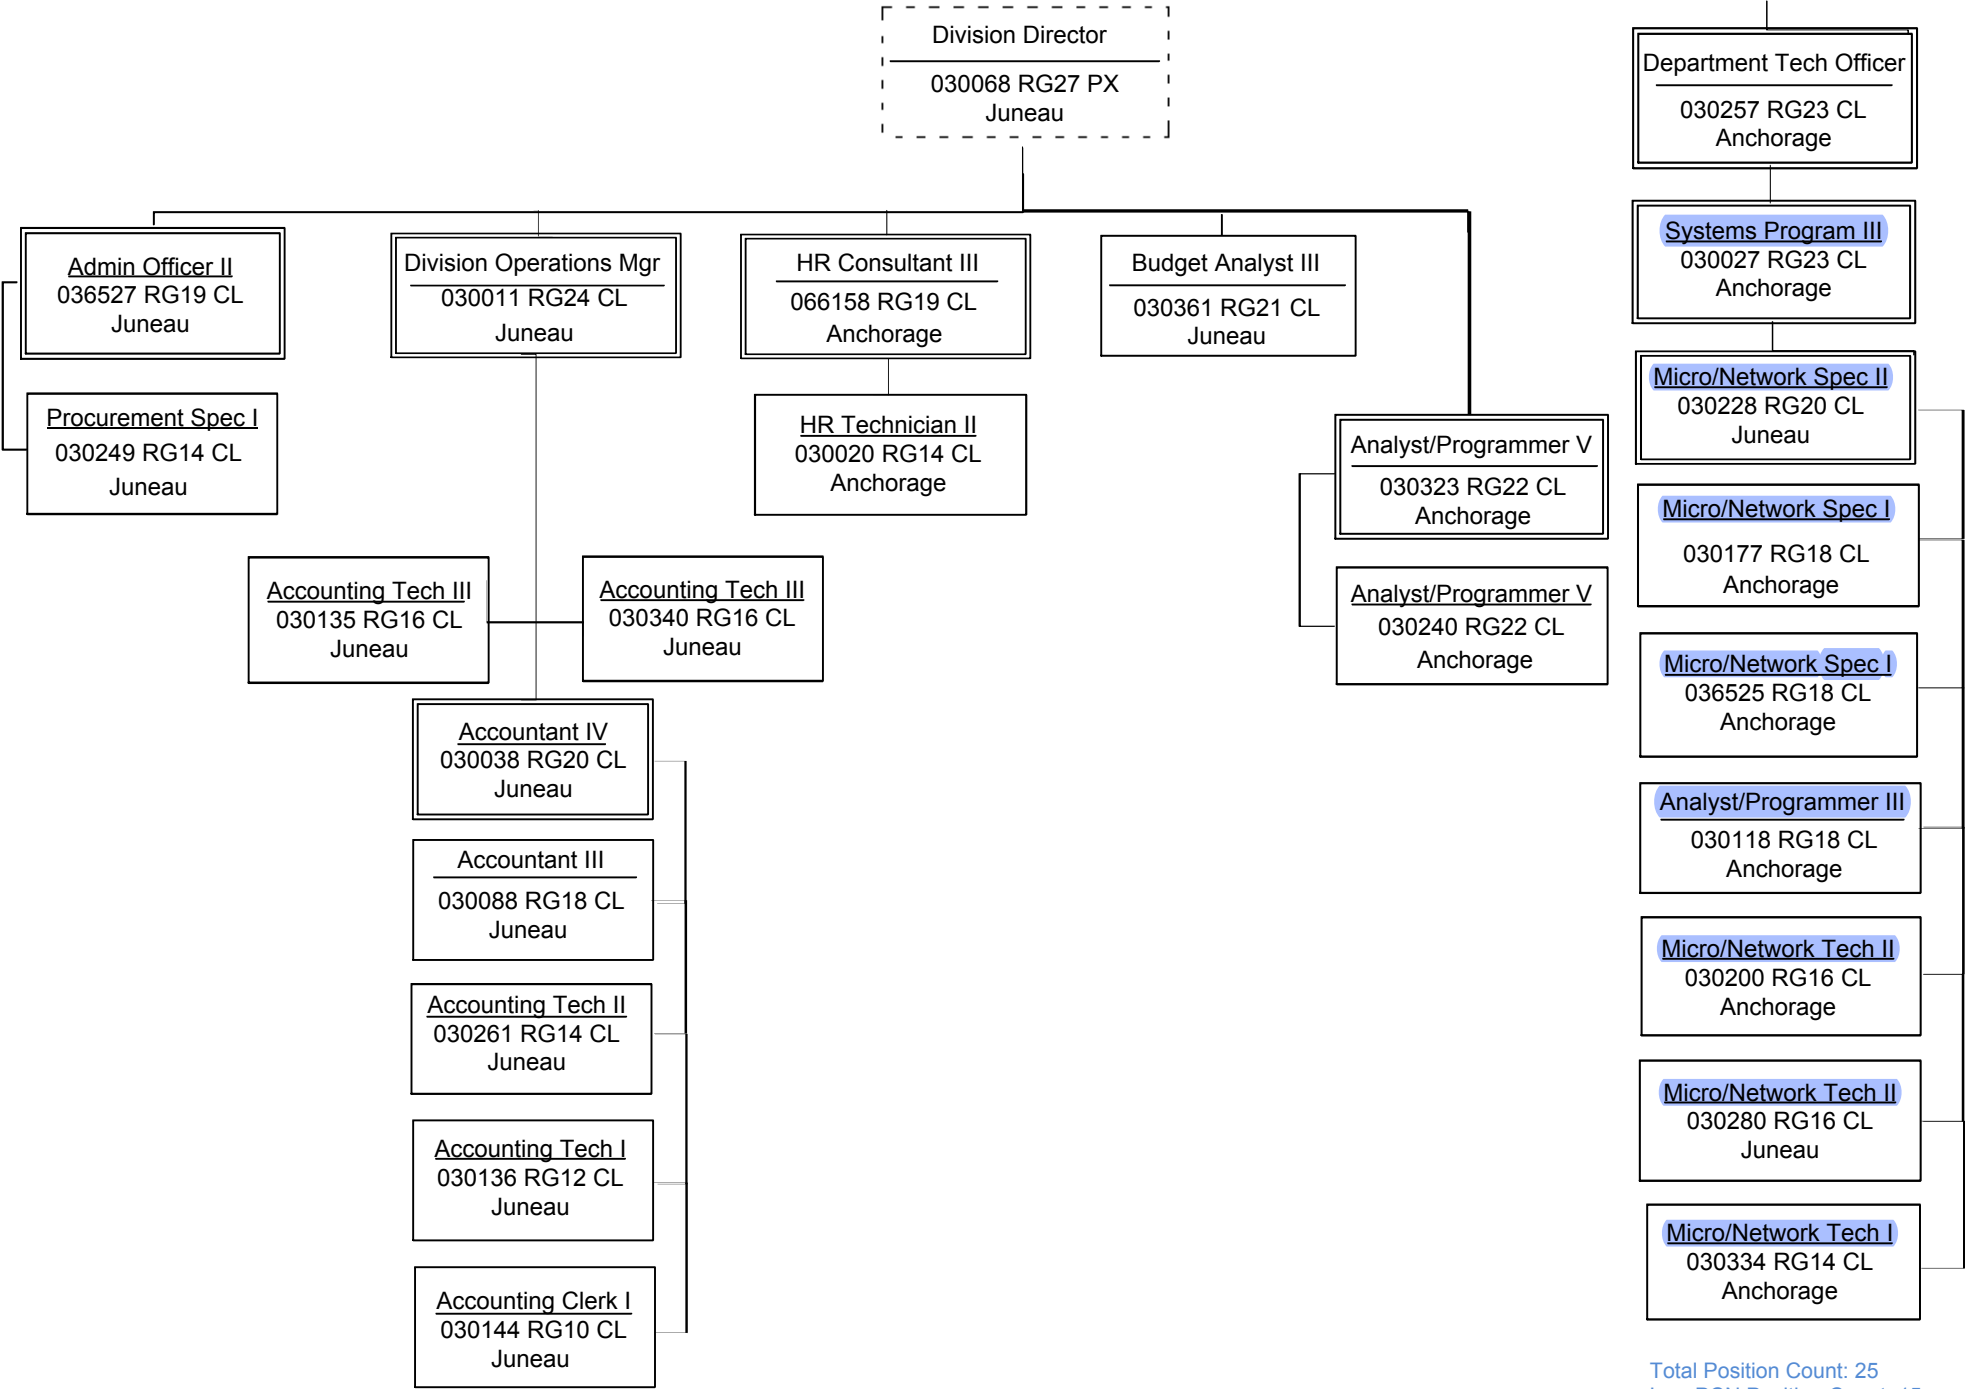 Division Director
030068 RG27 PX
Juneau
Department Tech Officer
030257 RG23 CL
Anchorage
Admin Officer II
036527 RG19 CL
Juneau
Procurement Spec I
030249 RG14 CL
Juneau
Division Operations Mgr
030011 RG24 CL
Juneau
Accounting Tech III
030135 RG16 CL
Juneau
Accounting Tech III
030340 RG16 CL
Juneau
Accountant IV
030038 RG20 CL
Juneau
Accountant III
030088 RG18 CL
Juneau
Accounting Tech II
030261 RG14 CL
Juneau
Accounting Tech I
030136 RG12 CL
Juneau
Accounting Clerk I
030144 RG10 CL
Juneau
HR Consultant III
066158 RG19 CL
Anchorage
HR Technician II
030020 RG14 CL
Anchorage
Budget Analyst III
030361 RG21 CL
Juneau
Analyst/Programmer V
030323 RG22 CL
Anchorage
Analyst/Programmer V
030240 RG22 CL
Anchorage
Systems Program III
030027 RG23 CL
Anchorage
Micro/Network Spec II
030228 RG20 CL
Juneau
Micro/Network Spec I
030177 RG18 CL
Anchorage
Micro/Network Spec I
036525 RG18 CL
Anchorage
Analyst/Programmer III
030118 RG18 CL
Anchorage
Micro/Network Tech II
030200 RG16 CL
Anchorage
Micro/Network Tech II
030280 RG16 CL
Juneau
Micro/Network Tech I
030334 RG14 CL
Anchorage
Total Position Count: 25